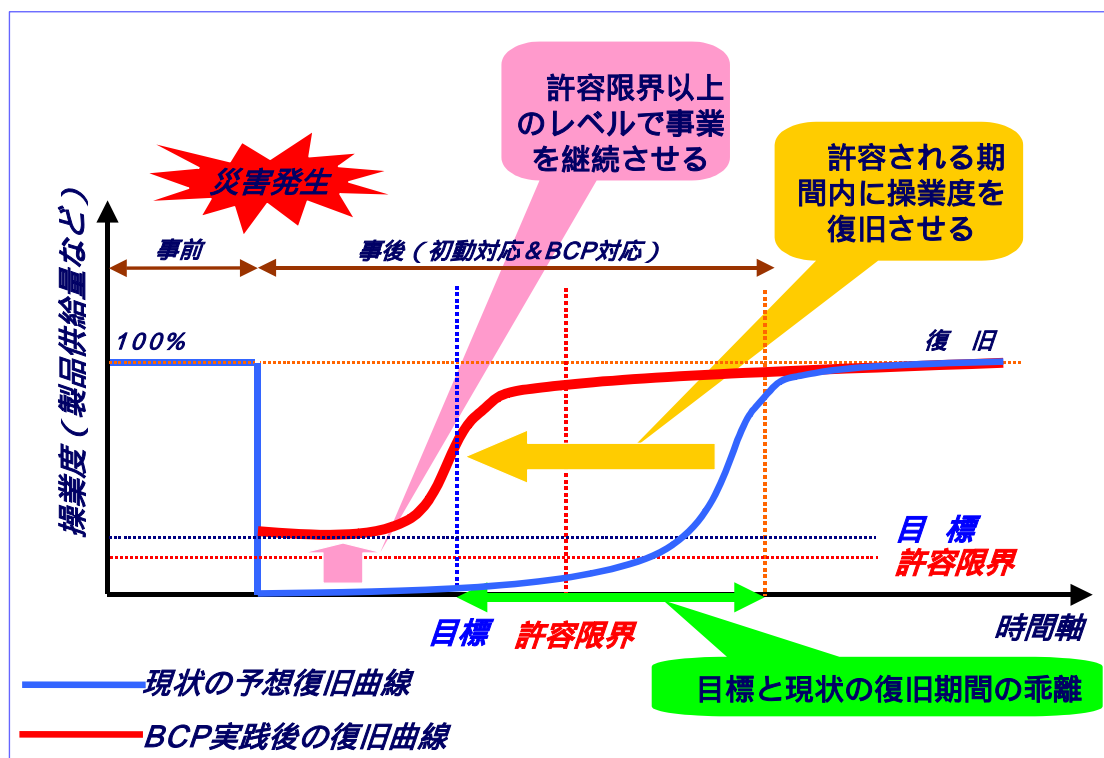 許容限界以上
のレベルで事業
を継続させる
許容される期
間内に操業度を
復旧させる
災害発生
事前
事後（初動対応＆BCP対応）
操業度（製品供給量など）
100%
復　旧
目　標
許容限界
目標
許容限界
時間軸
目標と現状の復旧期間の乖離
現状の予想復旧曲線
BCP実践後の復旧曲線